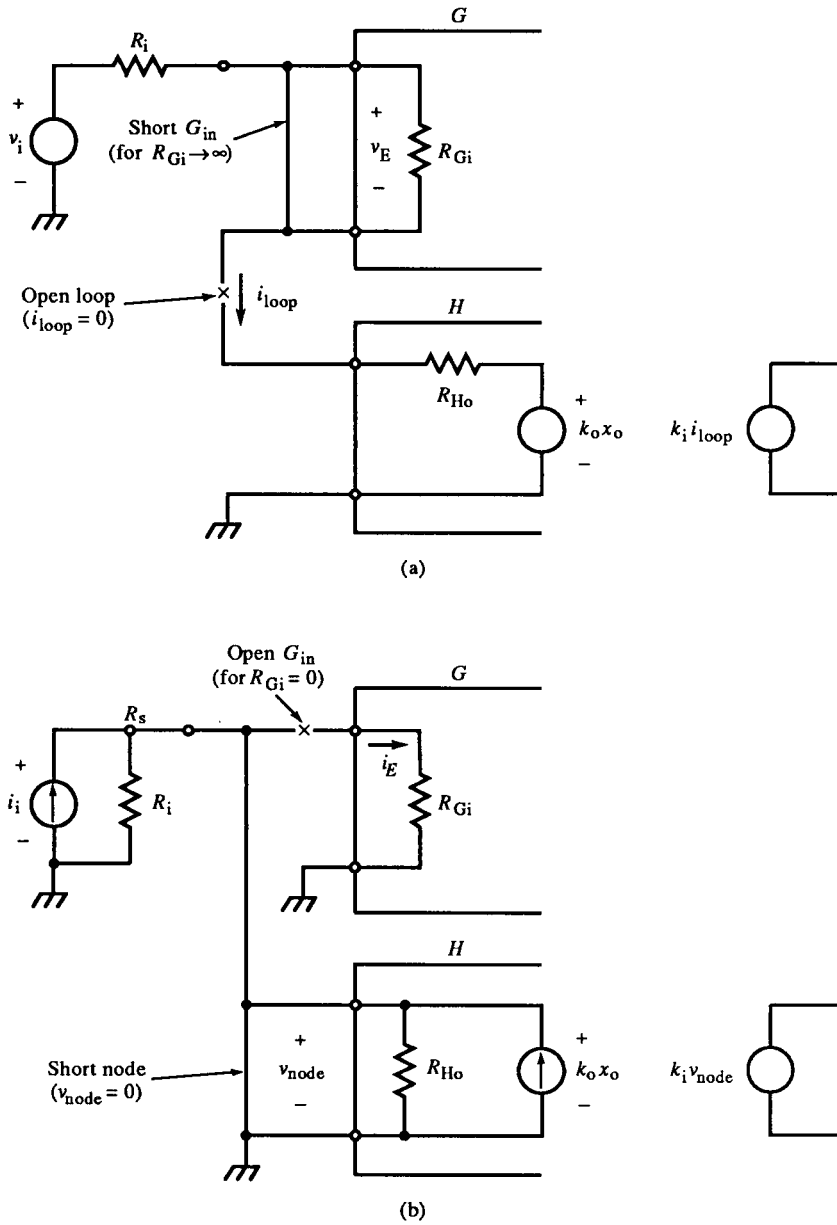 G
R_i
+
v_i
−
Short G_in
(for R_Gi → ∞)
+
v_E
−
R_Gi
Open loop
(i_loop = 0)
×
i_loop
H
R_Ho
+
k_o x_o
−
k_i i_loop
(a)
Open G_in
(for R_Gi = 0)
G
R_s
×
i_E
+
i_i
−
R_i
R_Gi
H
Short node
(v_node = 0)
+
v_node
−
R_Ho
+
k_o x_o
−
k_i v_node
(b)